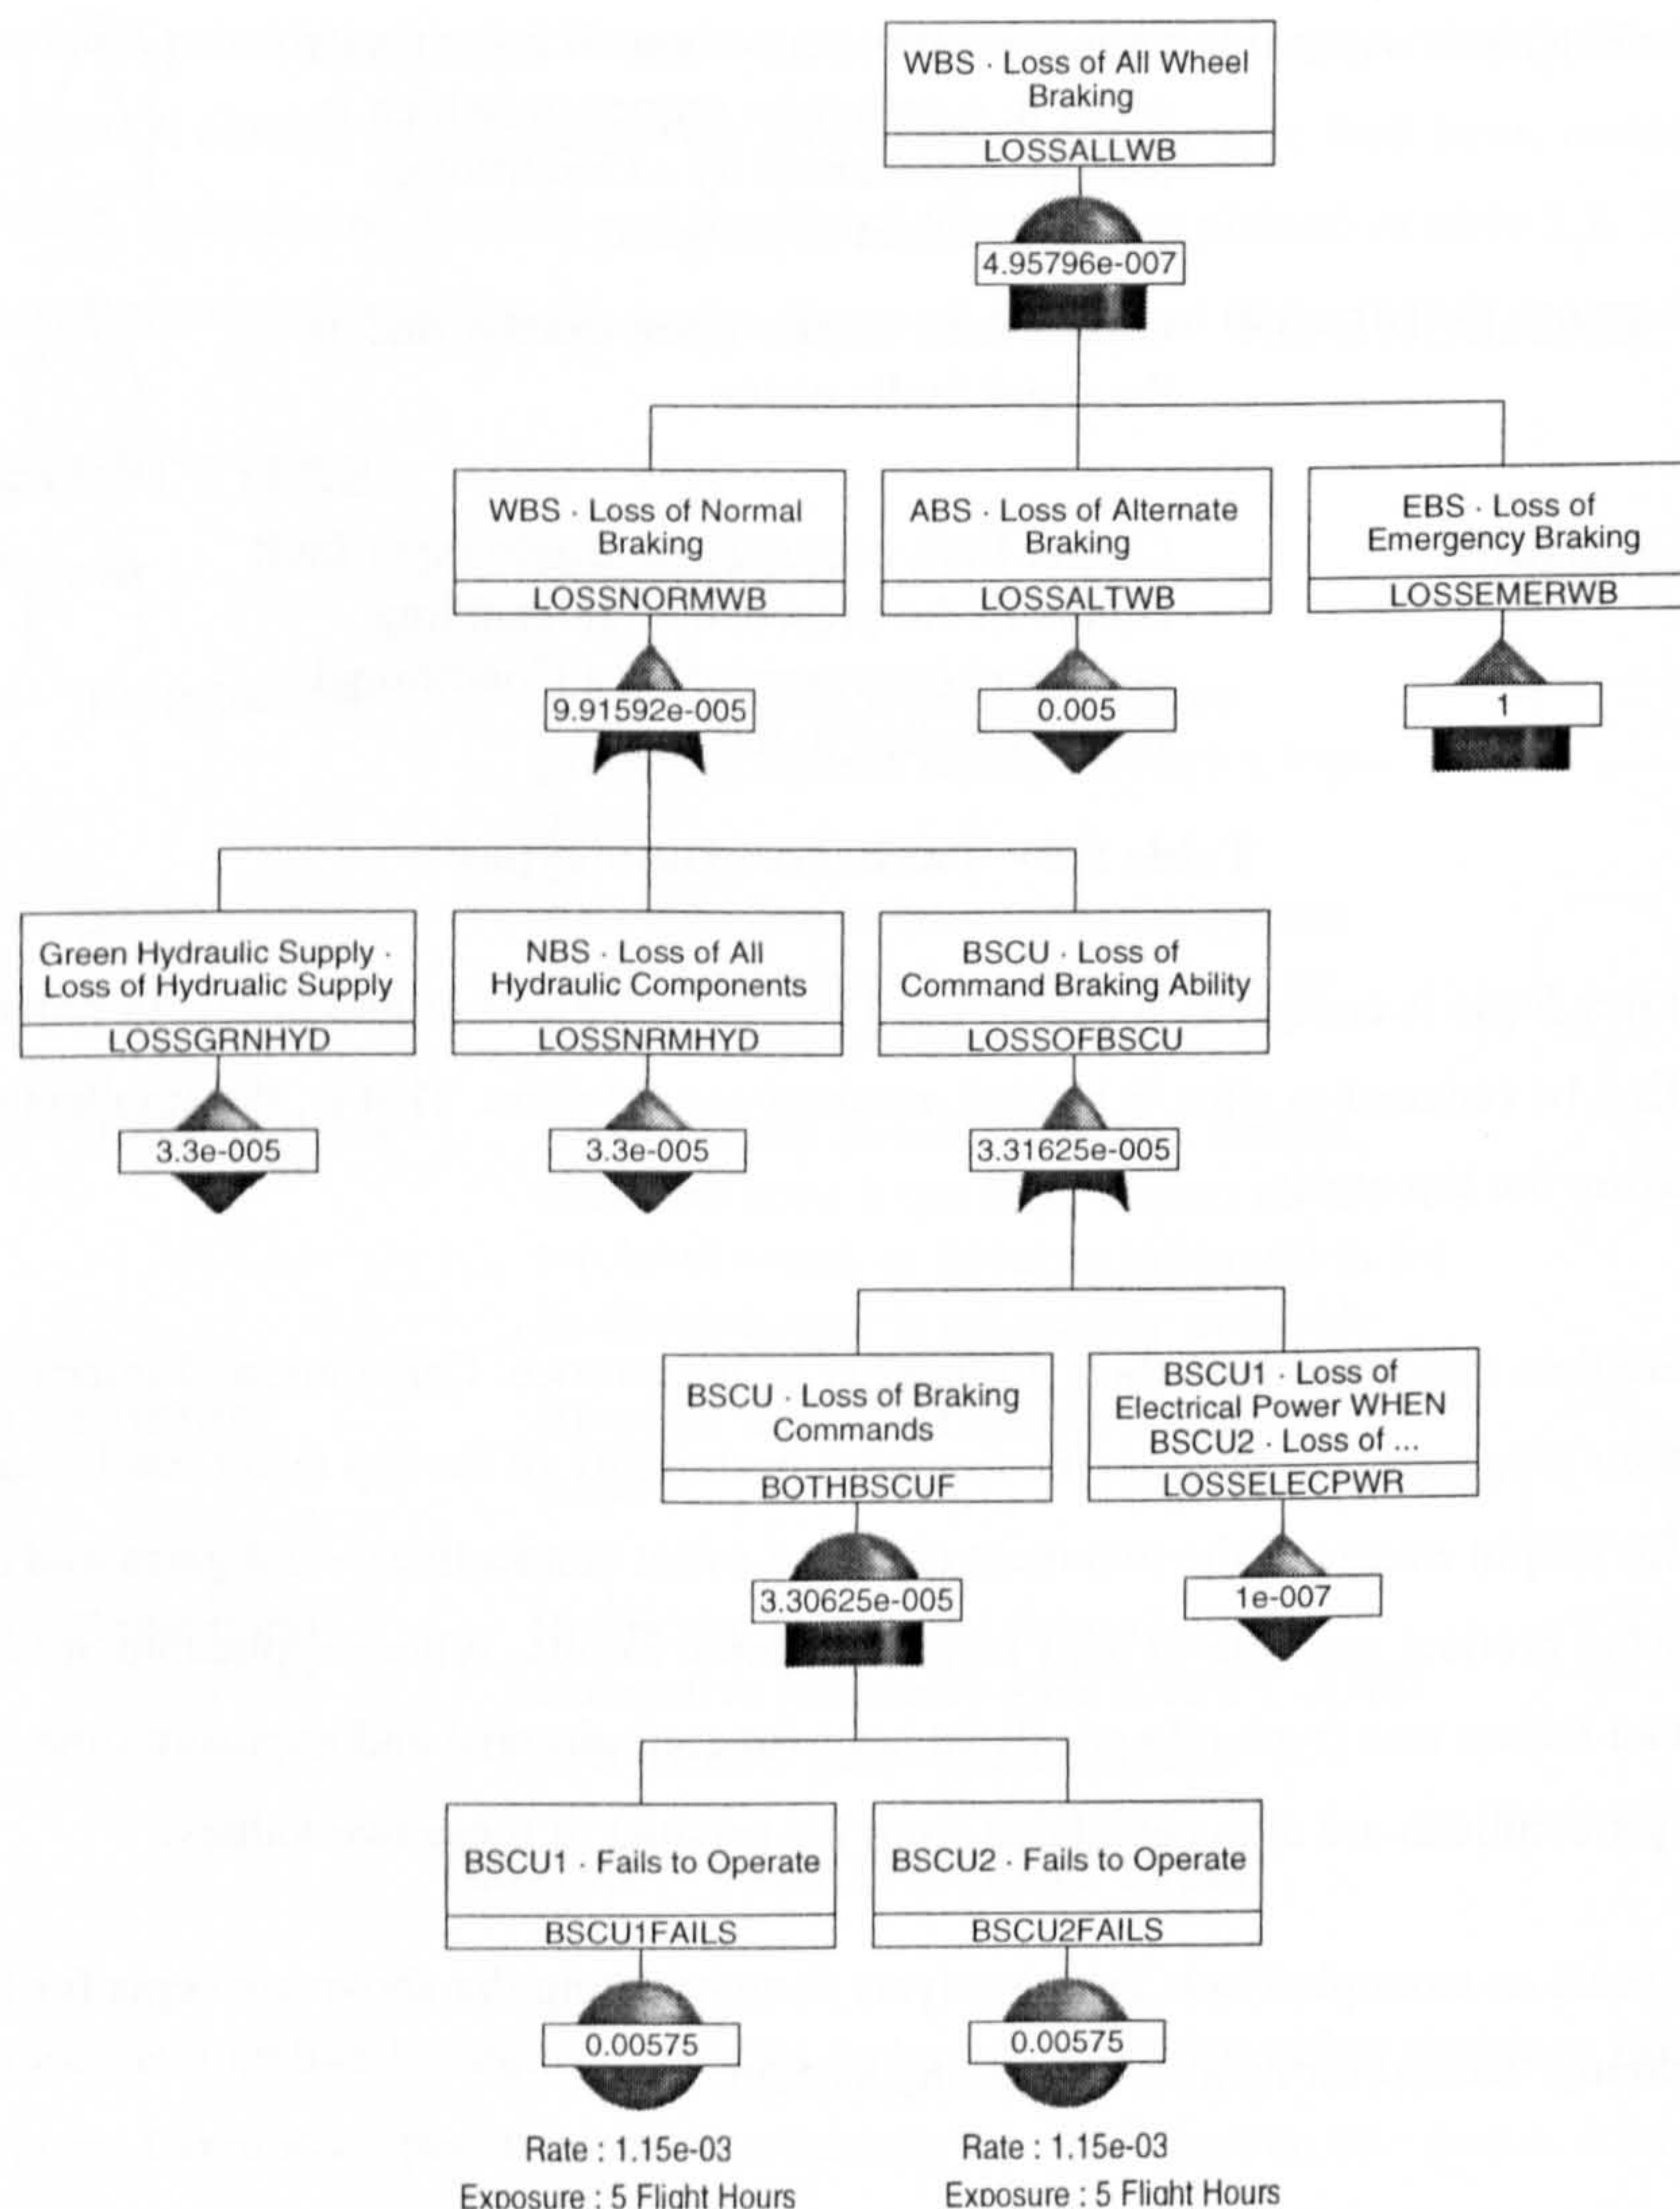 WBS · Loss of All Wheel
Braking
LOSSALLWB
4.95796e-007
WBS · Loss of Normal
Braking
LOSSNORMWB
9.91592e-005
ABS · Loss of Alternate
Braking
LOSSALTWB
0.005
EBS · Loss of
Emergency Braking
LOSSEMERWB
1
Green Hydraulic Supply ·
Loss of Hydrualic Supply
LOSSGRNHYD
3.3e-005
NBS · Loss of All
Hydraulic Components
LOSSNRMHYD
3.3e-005
BSCU · Loss of
Command Braking Ability
LOSSOFBSCU
3.31625e-005
BSCU · Loss of Braking
Commands
BOTHBSCUF
3.30625e-005
BSCU1 · Loss of
Electrical Power WHEN
BSCU2 · Loss of ...
LOSSELECPWR
1e-007
BSCU1 · Fails to Operate
BSCU1FAILS
0.00575
Rate : 1.15e-03
Exposure : 5 Flight Hours
BSCU2 · Fails to Operate
BSCU2FAILS
0.00575
Rate : 1.15e-03
Exposure : 5 Flight Hours